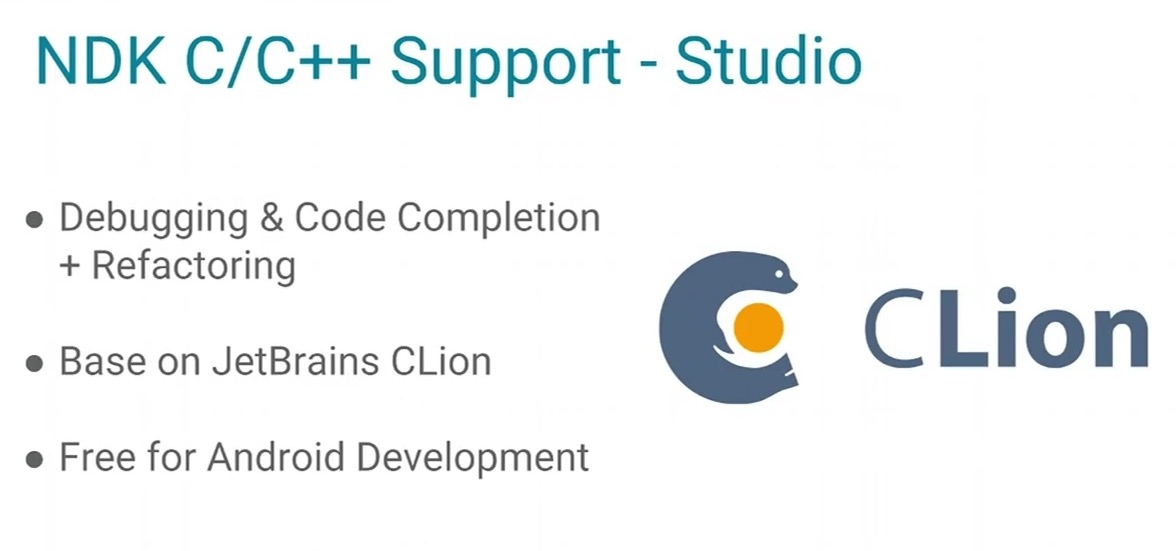 NDK C/C++ Support - Studio
● Debugging & Code Completion
+ Refactoring
● Base on JetBrains CLion
● Free for Android Development
CLion